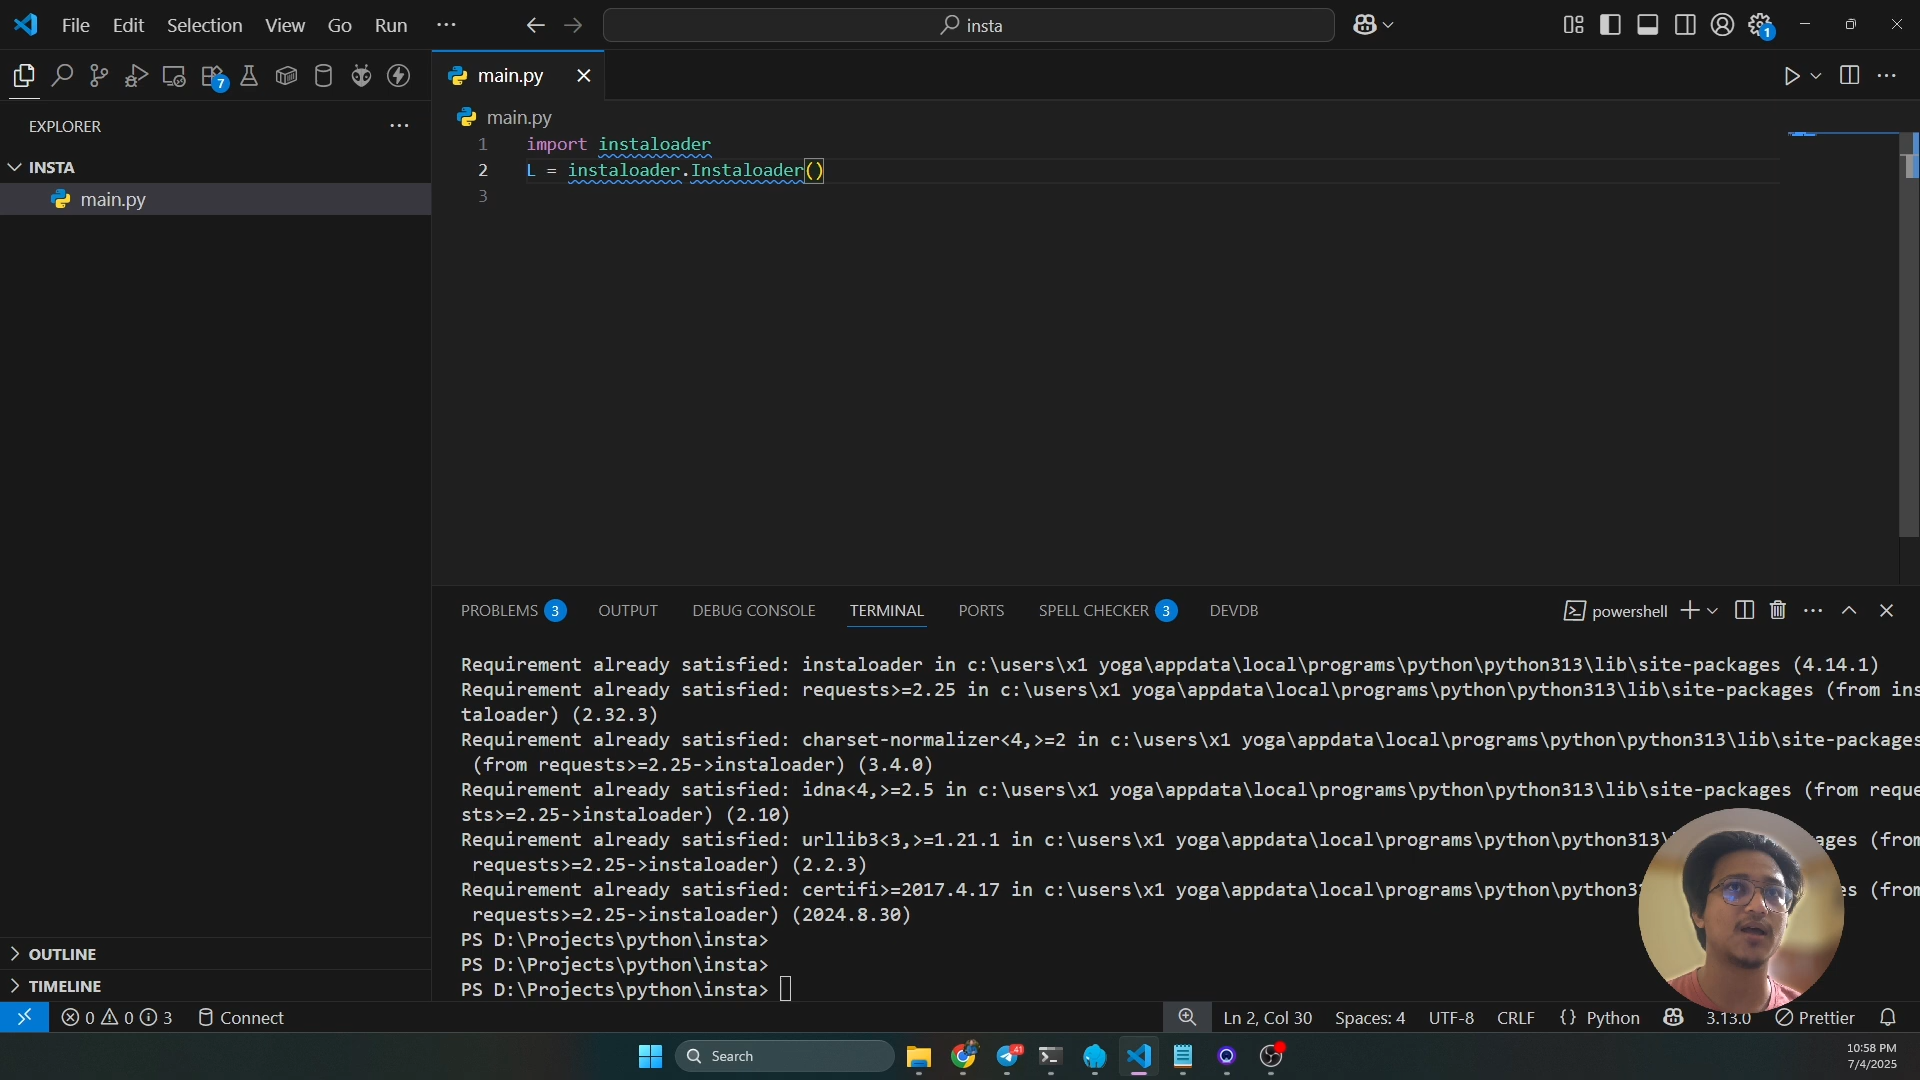 File Edit Selection View Go Run ···
insta
1
7
main.py
EXPLORER
main.py
INSTA
main.py
1 import instaloader
2 L = instaloader.Instaloader()
3
PROBLEMS 3 OUTPUT DEBUG CONSOLE TERMINAL PORTS SPELL CHECKER 3 DEVDB
powershell
Requirement already satisfied: instaloader in c:\users\x1 yoga\appdata\local\programs\python\python313\lib\site-packages (4.14.1)
Requirement already satisfied: requests>=2.25 in c:\users\x1 yoga\appdata\local\programs\python\python313\lib\site-packages (from ins
taloader) (2.32.3)
Requirement already satisfied: charset-normalizer<4,>=2 in c:\users\x1 yoga\appdata\local\programs\python\python313\lib\site-packages
(from requests>=2.25->instaloader) (3.4.0)
Requirement already satisfied: idna<4,>=2.5 in c:\users\x1 yoga\appdata\local\programs\python\python313\lib\site-packages (from reque
sts>=2.25->instaloader) (2.10)
Requirement already satisfied: urllib3<3,>=1.21.1 in c:\users\x1 yoga\appdata\local\programs\python\python313\ ages (from
requests>=2.25->instaloader) (2.2.3)
Requirement already satisfied: certifi>=2017.4.17 in c:\users\x1 yoga\appdata\local\programs\python\python3 es (from
requests>=2.25->instaloader) (2024.8.30)
PS D:\Projects\python\insta>
PS D:\Projects\python\insta>
PS D:\Projects\python\insta>
OUTLINE
TIMELINE
0 0 3 Connect
Ln 2, Col 30 Spaces: 4 UTF-8 CRLF {} Python 3.13.0 Prettier
Search
41
10:58 PM
7/4/2025